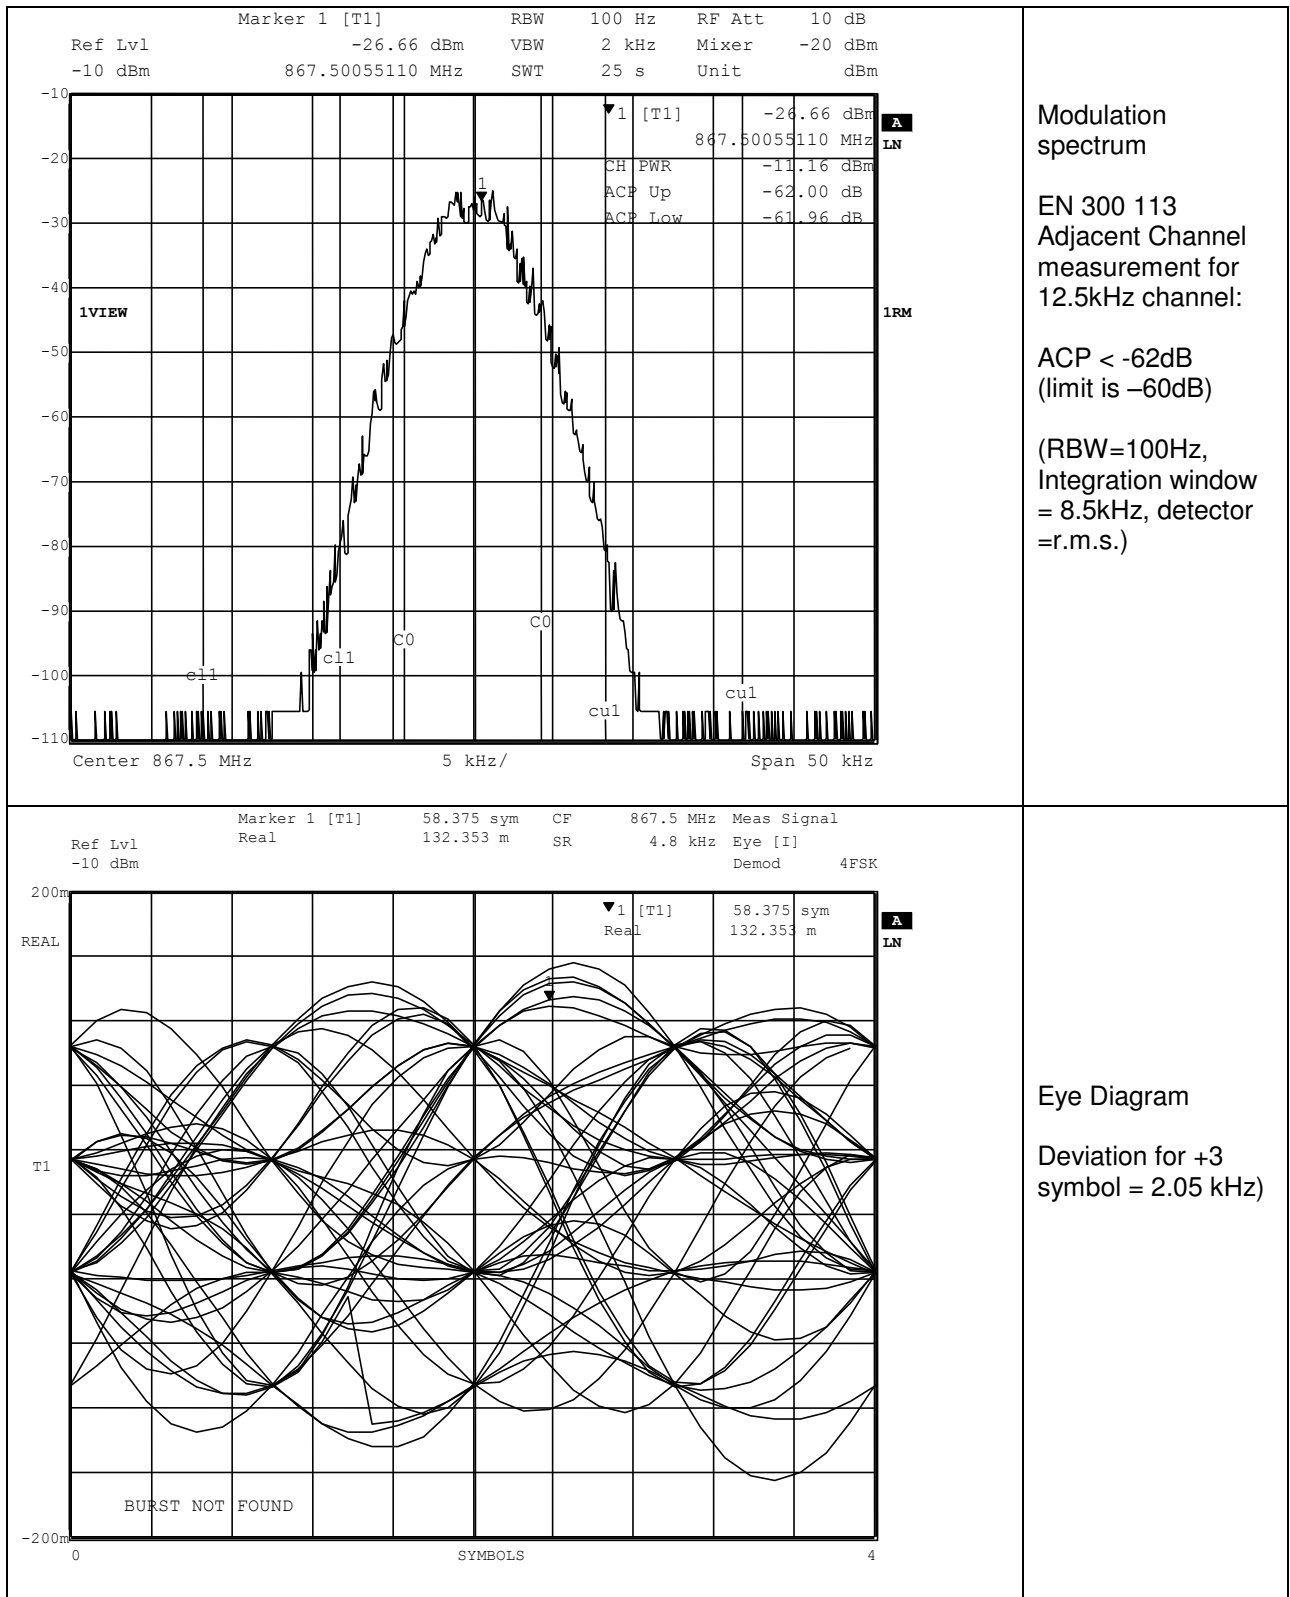 Marker 1 [T1] RBW 100 Hz RF Att 10 dB
Ref Lvl -26.66 dBm VBW 2 kHz Mixer -20 dBm
-10 dBm 867.50055110 MHz SWT 25 s Unit dBm
-10
1 [T1] -26.66 dBm
A
867.50055110 MHz
LN
-20
CH PWR -11.16 dBm
1
ACP Up -62.00 dB
ACP Low -61.96 dB
-30
-40
1VIEW
1RM
-50
-60
-70
-80
-90
C0
C0
cl1
cl1
-100
cu1
cu1
-110
Center 867.5 MHz 5 kHz/ Span 50 kHz
Modulation
spectrum
EN 300 113
Adjacent Channel
measurement for
12.5kHz channel:
ACP < -62dB
(limit is –60dB)
(RBW=100Hz,
Integration window
= 8.5kHz, detector
=r.m.s.)
Marker 1 [T1] 58.375 sym CF 867.5 MHz Meas Signal
Ref Lvl Real 132.353 m SR 4.8 kHz Eye [I]
-10 dBm Demod 4FSK
200m
1 [T1] 58.375 sym
A
Real 132.353 m
REAL
LN
1
T1
BURST NOT FOUND
-200m
0 SYMBOLS 4
Eye Diagram
Deviation for +3
symbol = 2.05 kHz)